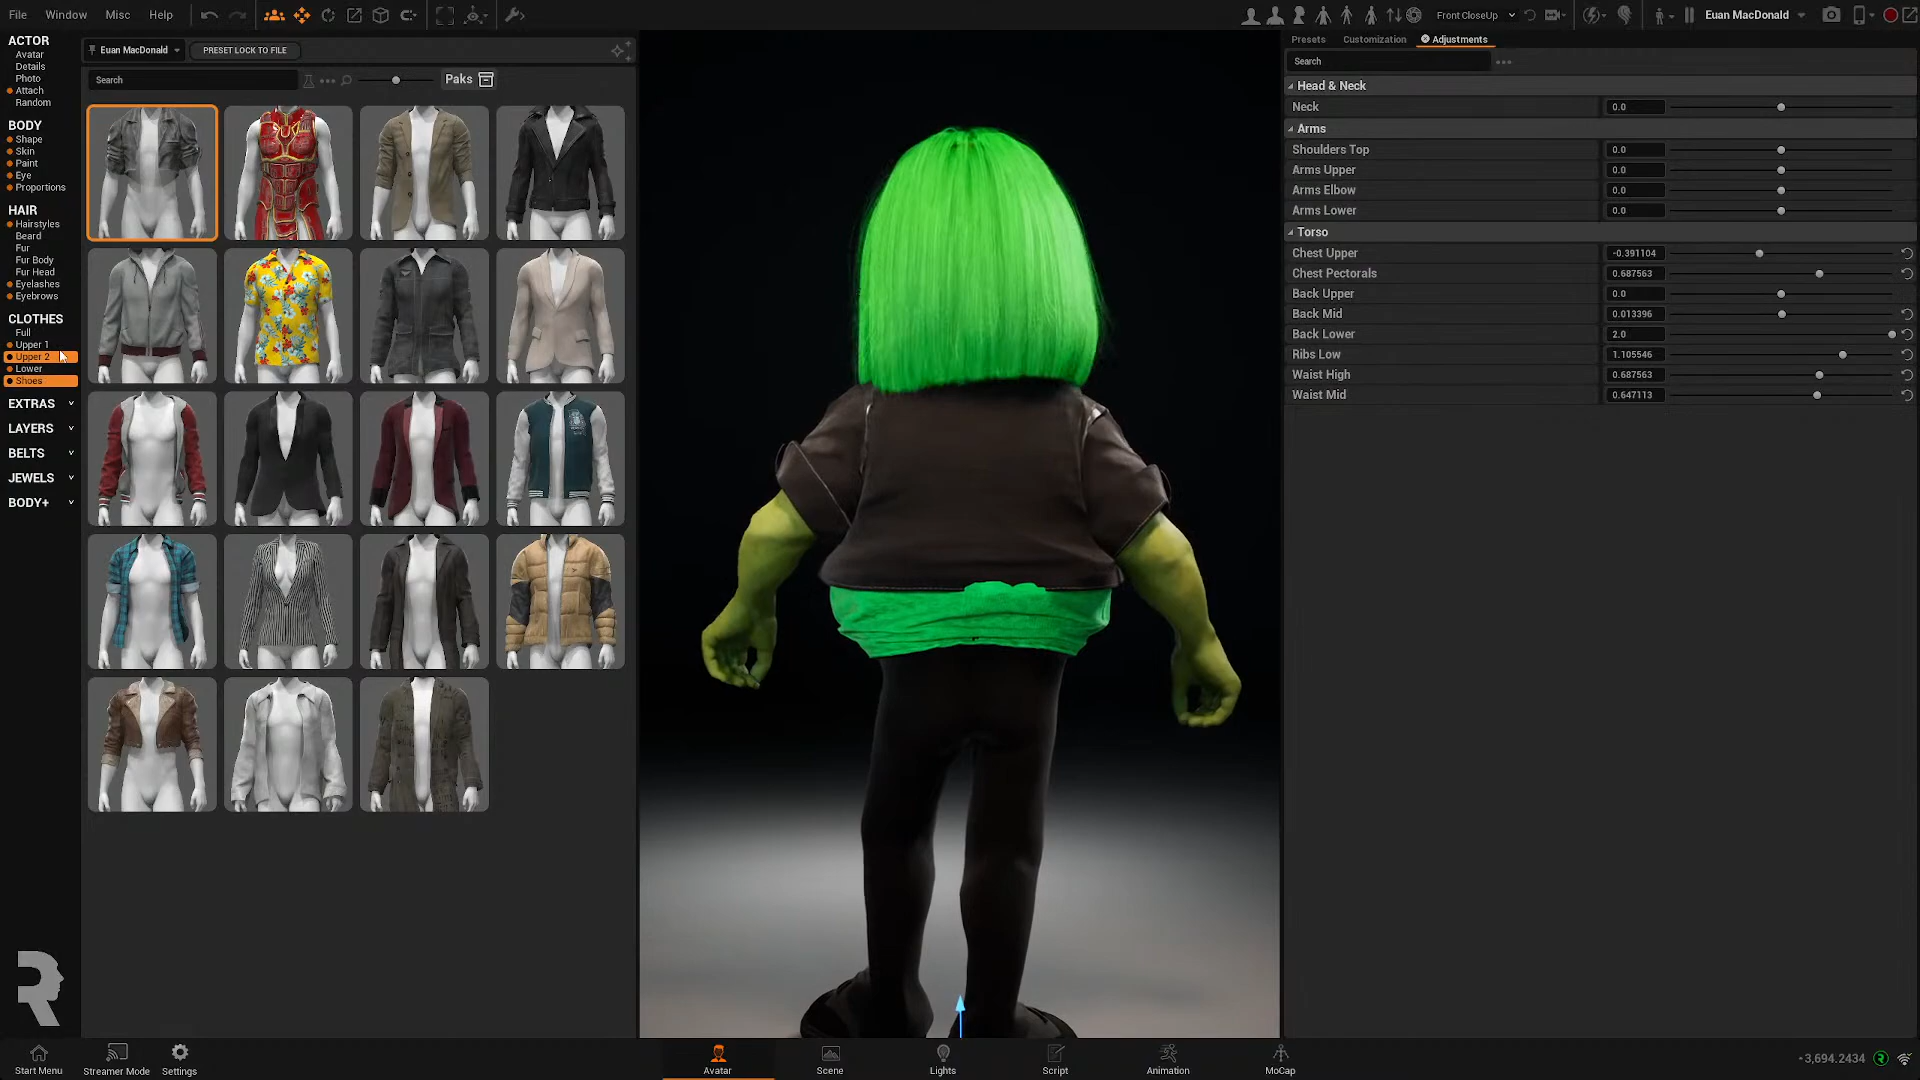 File Window Misc Help
Front CloseUp
Euan MacDonald
ACTOR
Avatar
Details
Photo
Attach
Random
BODY
Shape
Skin
Paint
Eye
Proportions
HAIR
Hairstyles
Beard
Fur
Fur Body
Fur Head
Eyelashes
Eyebrows
CLOTHES
Full
Upper 1
Upper 2
Lower
Shoes
EXTRAS
LAYERS
BELTS
JEWELS
BODY+
Euan MacDonald
PRESET LOCK TO FILE
Search
Paks
Presets Customization Adjustments
Search
Head & Neck
Neck 0.0
Arms
Shoulders Top 0.0
Arms Upper 0.0
Arms Elbow 0.0
Arms Lower 0.0
Torso
Chest Upper -0.391104
Chest Pectorals 0.687563
Back Upper 0.0
Back Mid 0.013396
Back Lower 2.0
Ribs Low 1.105546
Waist High 0.687563
Waist Mid 0.647113
Start Menu Streamer Mode Settings
Avatar Scene Lights Script Animation MoCap
-3,694.2434